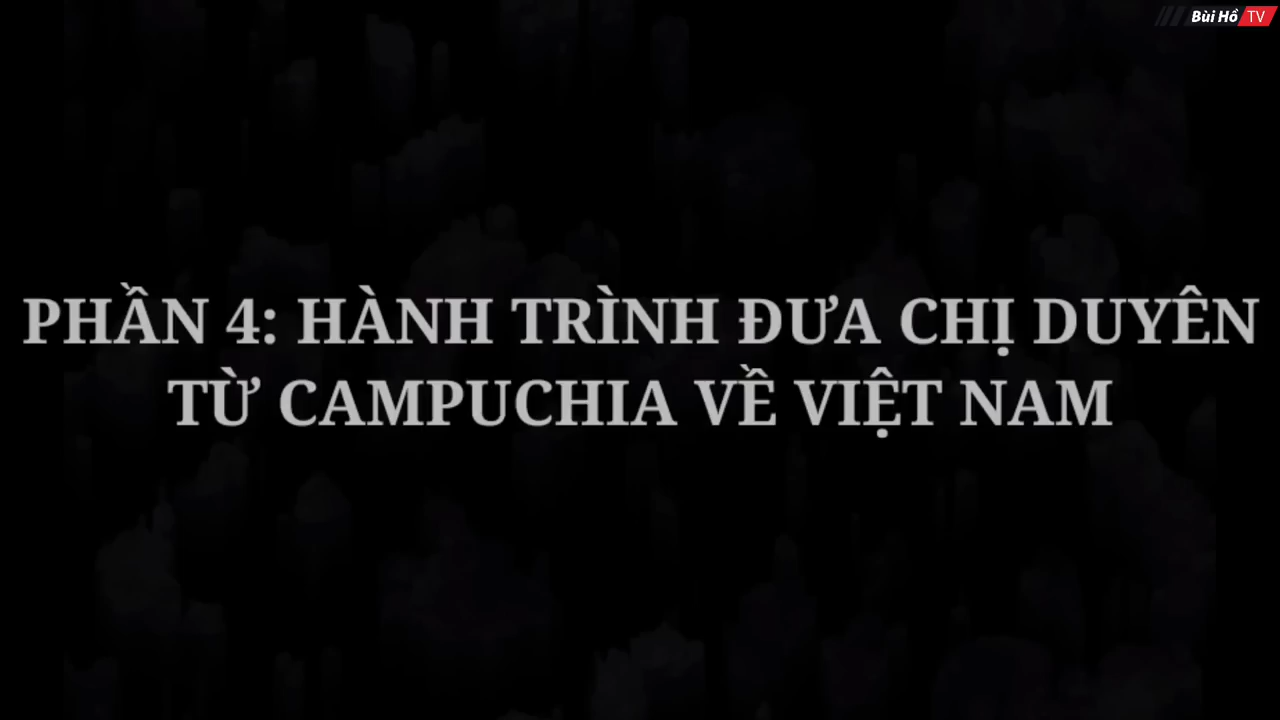 Bùi Hồ TV
PHẦN 4: HÀNH TRÌNH ĐƯA CHỊ DUYÊN
TỪ CAMPUCHIA VỀ VIỆT NAM